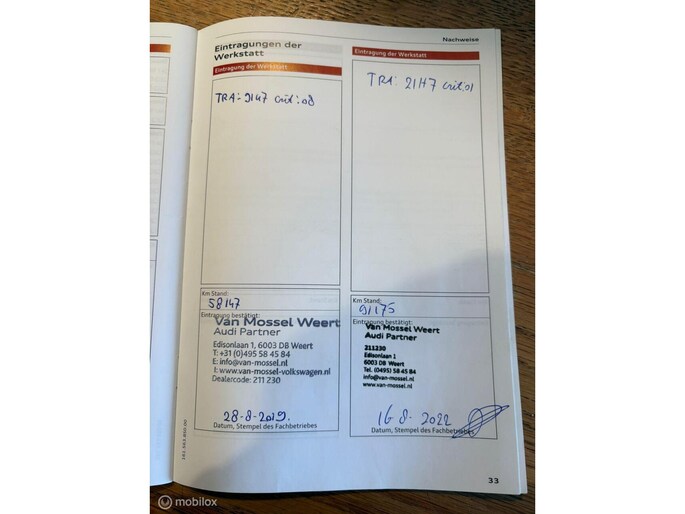 Nachweise
Eintragungen der
Werkstatt
Eintragung der Werkstatt
TRA: 91H7 crit:08
Km Stand:
58147
Eintragung bestätigt:
Van Mossel Weert
Audi Partner
Edisonlaan 1, 6003 DB Weert
T: +31 (0)495 58 45 84
E: info@van-mossel.nl
I: www.van-mossel-volkswagen.nl
Dealercode: 211 230
28-8-2019.
Datum, Stempel des Fachbetriebes
Eintragung der Werkstatt
TRA: 21H7 crit:01
Km Stand:
91175
Eintragung bestätigt:
Van Mossel Weert
Audi Partner
211230
Edisonlaan 1
6003 DB Weert
Tel. (0495) 58 45 84
info@van-mossel.nl
www.van-mossel.nl
16-8-2022
Datum, Stempel des Fachbetriebes
33
mobilox